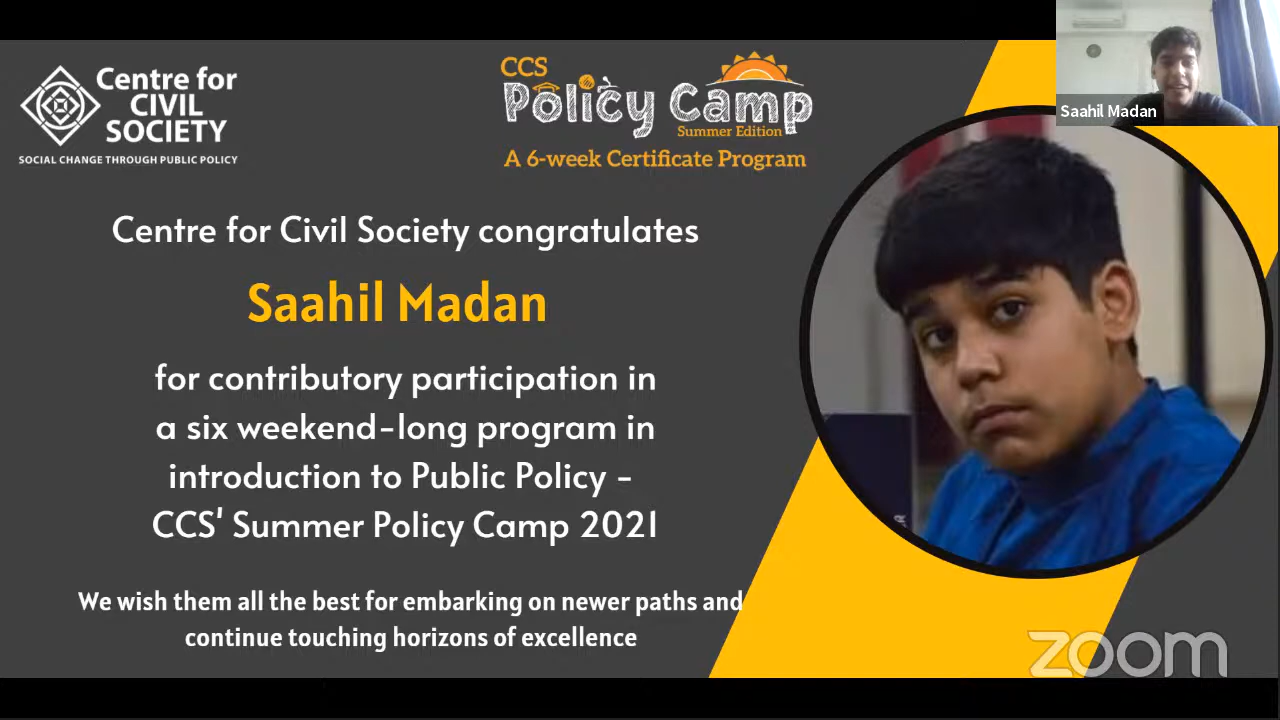 Centre for
CIVIL
SOCIETY
SOCIAL CHANGE THROUGH PUBLIC POLICY
CCS
Policy Camp
Summer Edition
A 6-week Certificate Program
Saahil Madan
Centre for Civil Society congratulates
Saahil Madan
for contributory participation in
a six weekend-long program in
introduction to Public Policy -
CCS' Summer Policy Camp 2021
We wish them all the best for embarking on newer paths and
continue touching horizons of excellence
zoom